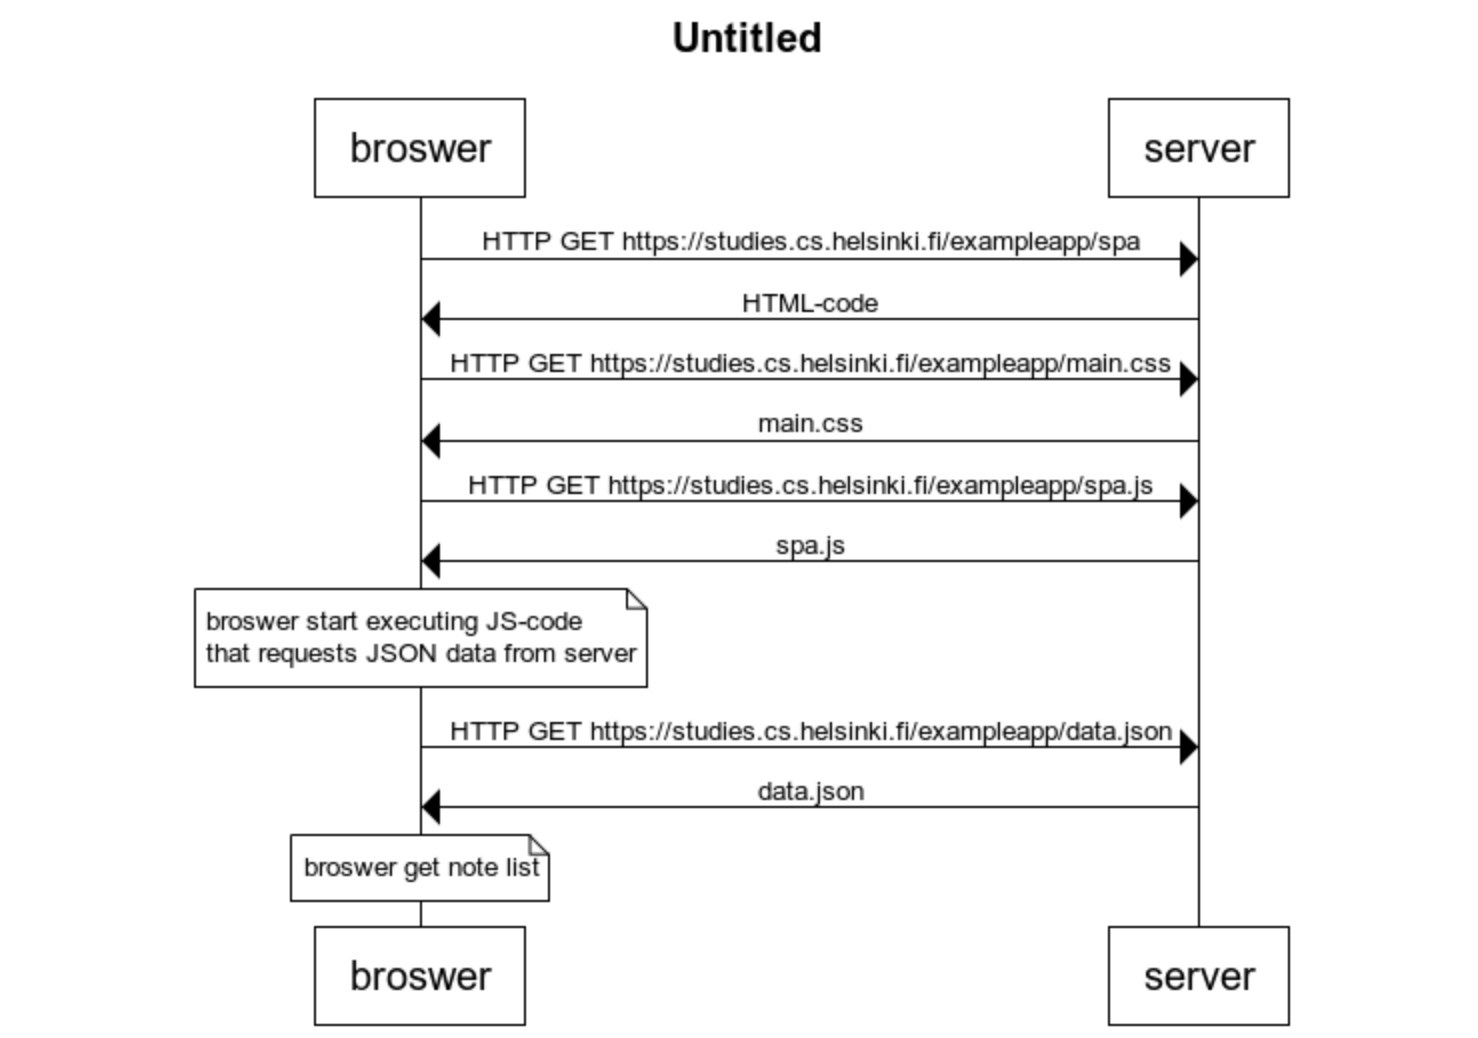 Untitled
broswer
server
HTTP GET https://studies.cs.helsinki.fi/exampleapp/spa
HTML-code
HTTP GET https://studies.cs.helsinki.fi/exampleapp/main.css
main.css
HTTP GET https://studies.cs.helsinki.fi/exampleapp/spa.js
spa.js
broswer start executing JS-code
that requests JSON data from server
HTTP GET https://studies.cs.helsinki.fi/exampleapp/data.json
data.json
broswer get note list
broswer
server